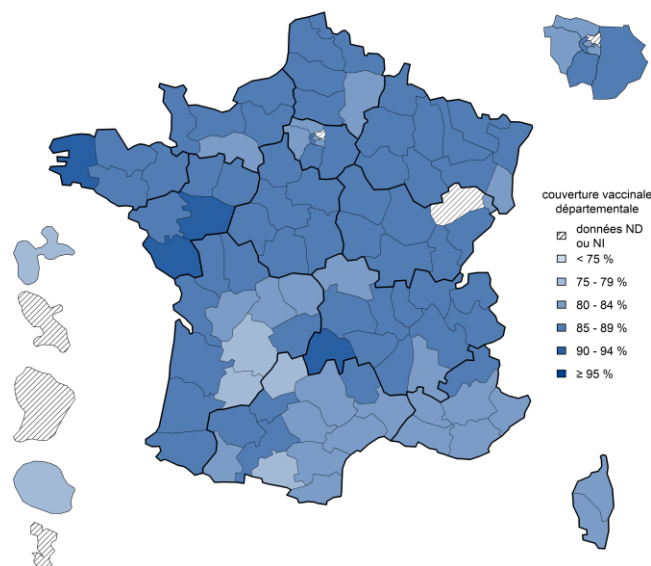 couverture vaccinale
départementale
données ND
ou NI
< 75 %
75 - 79 %
80 - 84 %
85 - 89 %
90 - 94 %
≥ 95 %